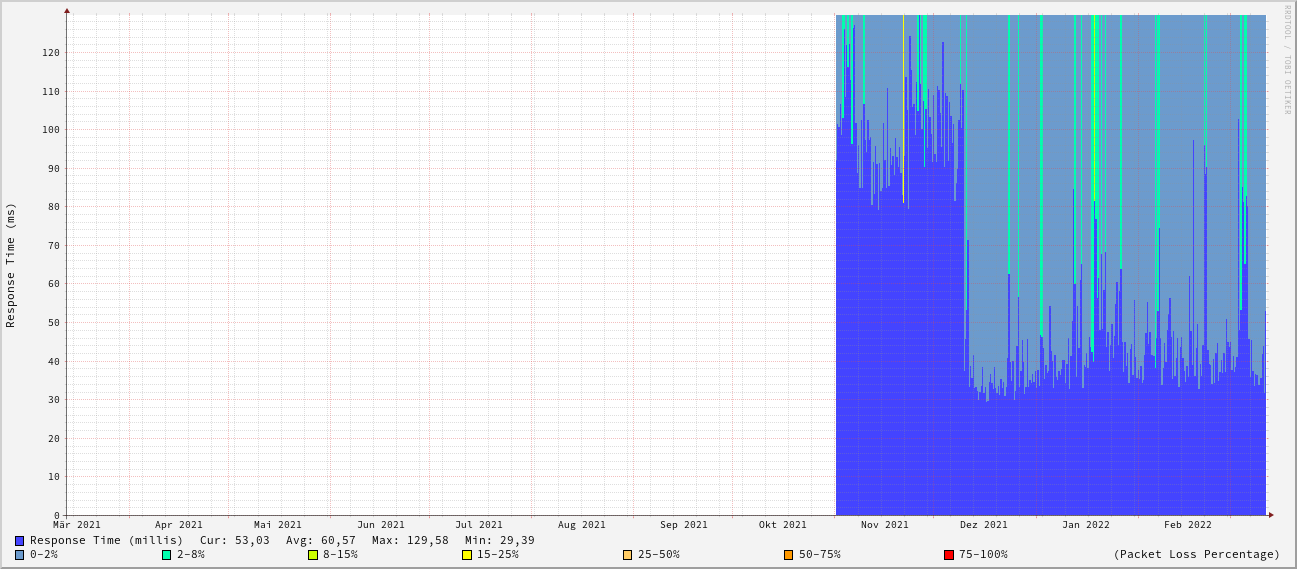 RRDTOOL / TOBI OETIKER
Response Time (ms)
120
110
100
90
80
70
60
50
40
30
20
10
0
Mär 2021 Apr 2021 Mai 2021 Jun 2021 Jul 2021 Aug 2021 Sep 2021 Okt 2021 Nov 2021 Dez 2021 Jan 2022 Feb 2022
Response Time (millis) Cur: 53,03 Avg: 60,57 Max: 129,58 Min: 29,39
0-2% 2-8% 8-15% 15-25% 25-50% 50-75% 75-100% (Packet Loss Percentage)